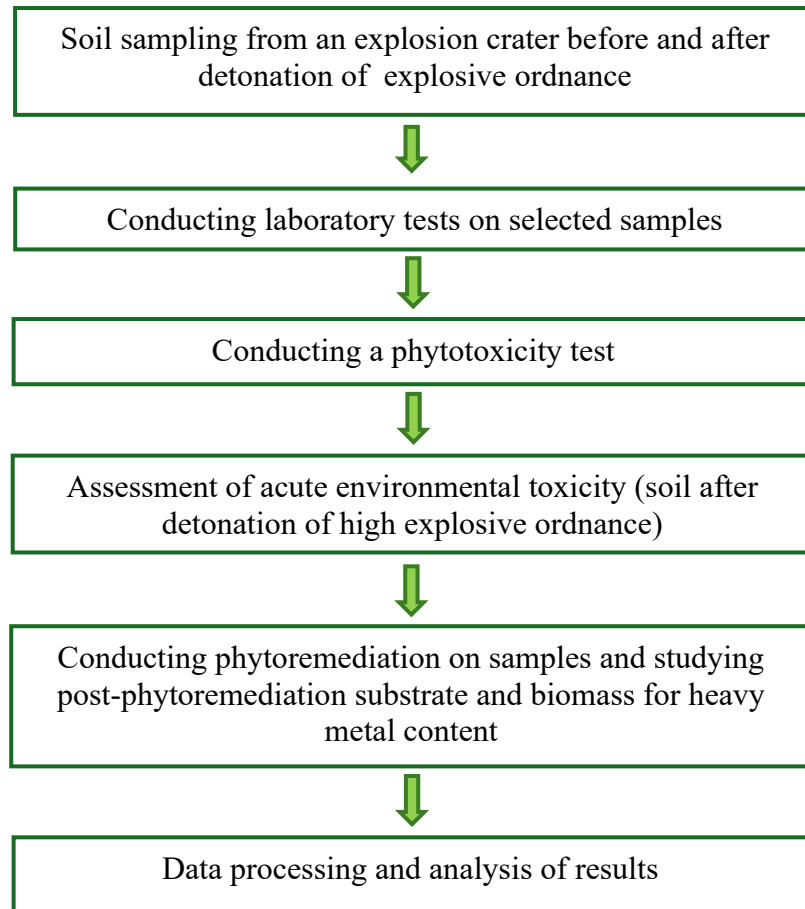 Soil sampling from an explosion crater before and after
detonation of  explosive ordnance
Conducting laboratory tests on selected samples
Conducting a phytotoxicity test
Assessment of acute environmental toxicity (soil after
detonation of high explosive ordnance)
Conducting phytoremediation on samples and studying
post-phytoremediation substrate and biomass for heavy
metal content
Data processing and analysis of results